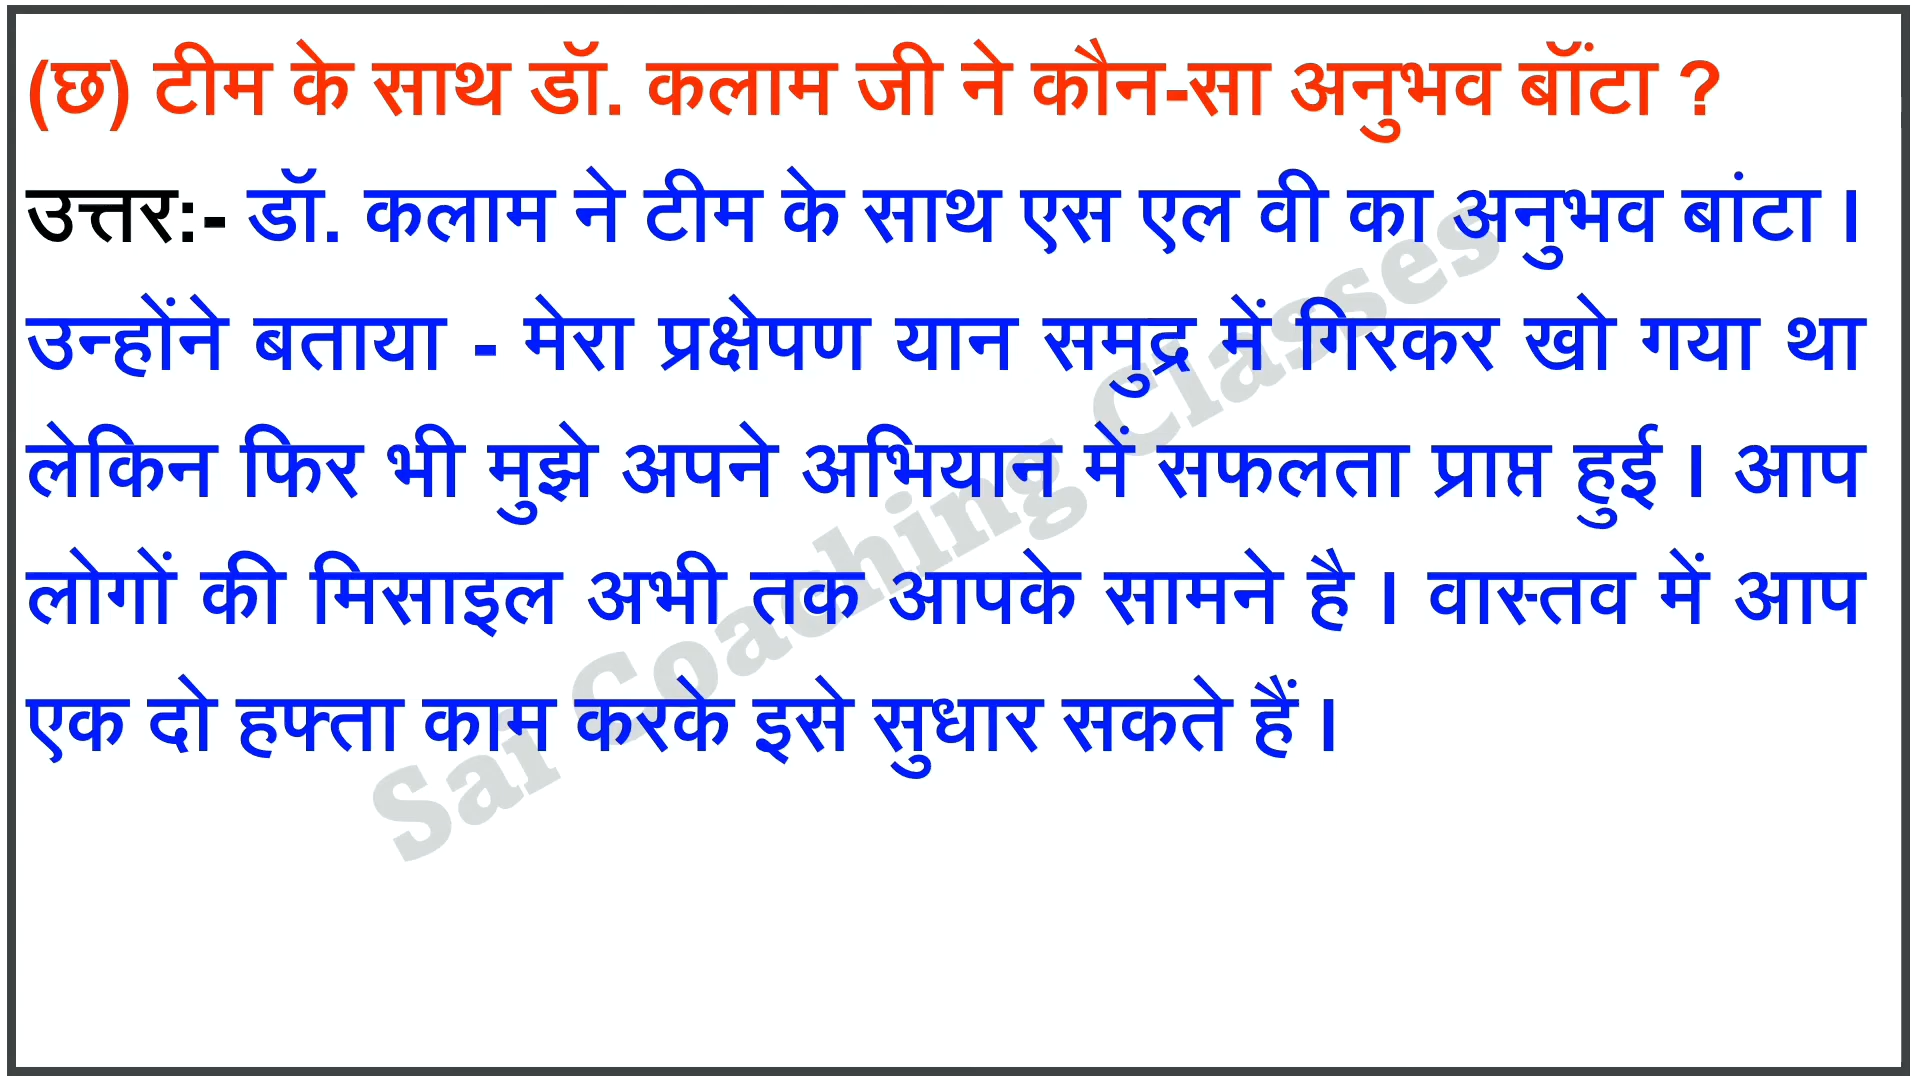 (छ) टीम के साथ डॉ. कलाम जी ने कौन-सा अनुभव बॉंटा ?
उत्तर:- डॉ. कलाम ने टीम के साथ एस एल वी का अनुभव बांटा ।
उन्होंने बताया - मेरा प्रक्षेपण यान समुद्र में गिरकर खो गया था
लेकिन फिर भी मुझे अपने अभियान में सफलता प्राप्त हुई । आप
लोगों की मिसाइल अभी तक आपके सामने है । वास्तव में आप
एक दो हफ्ता काम करके इसे सुधार सकते हैं ।
Sai Coaching Classes